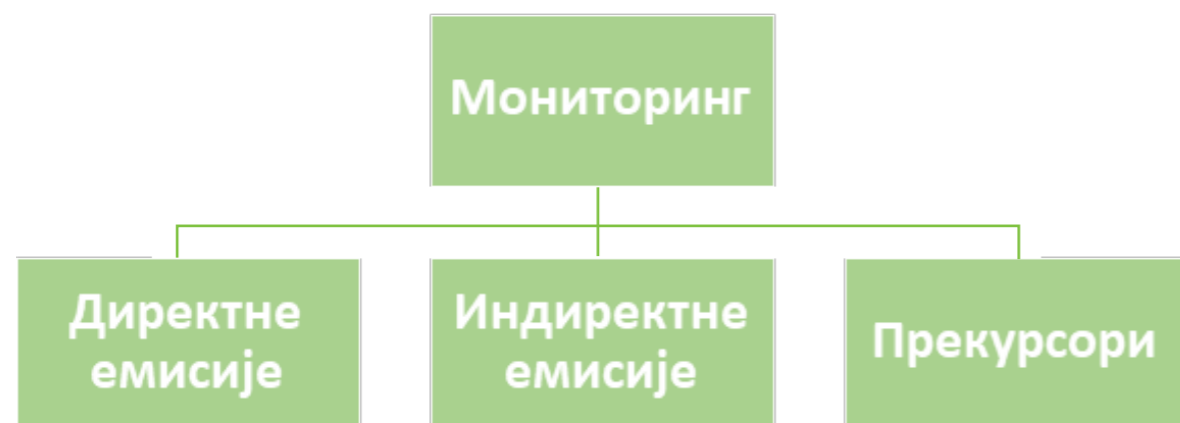 Мониторинг
Директне
емисије
Индиректне
емисије
Прекурсори